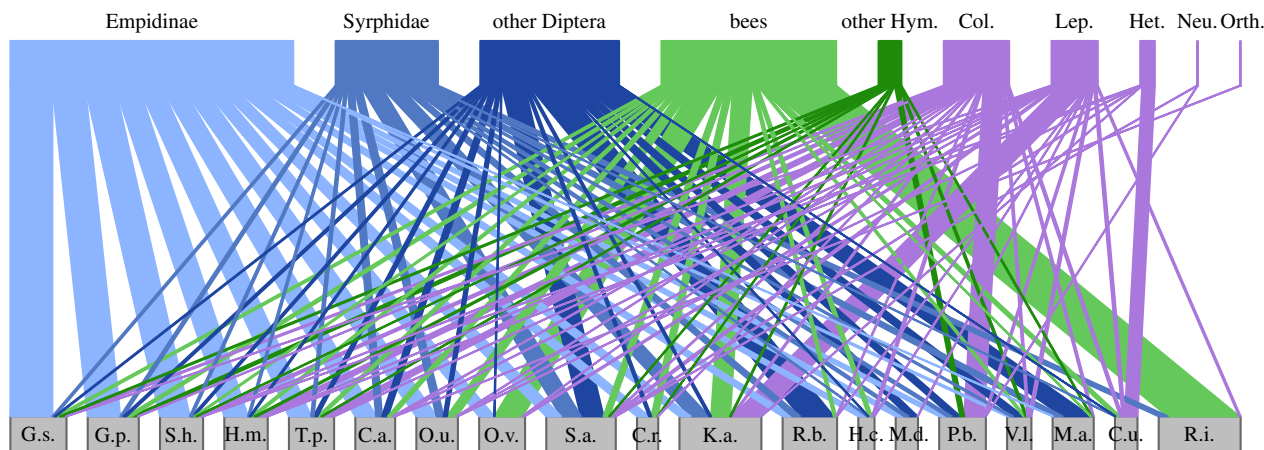 Empidinae Syrphidae other Diptera bees other Hym. Col. Lep. Het. Neu. Orth.
G.s. G.p. S.h. H.m. T.p. C.a. O.u. O.v. S.a. C.r. K.a. R.b. H.c. M.d. P.b. V.l. M.a. C.u. R.i.